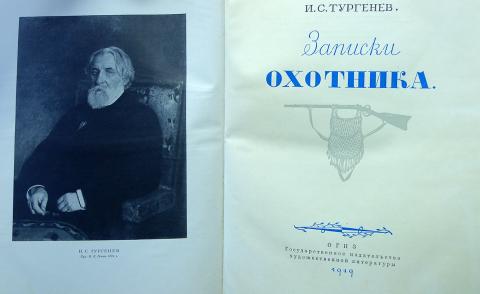 И. С. ТУРГЕНЕВ
И.С. ТУРГЕНЕВ.
Записки
ОХОТНИКА.
ОГИЗ
Государственное издательство
художественной литературы
1949